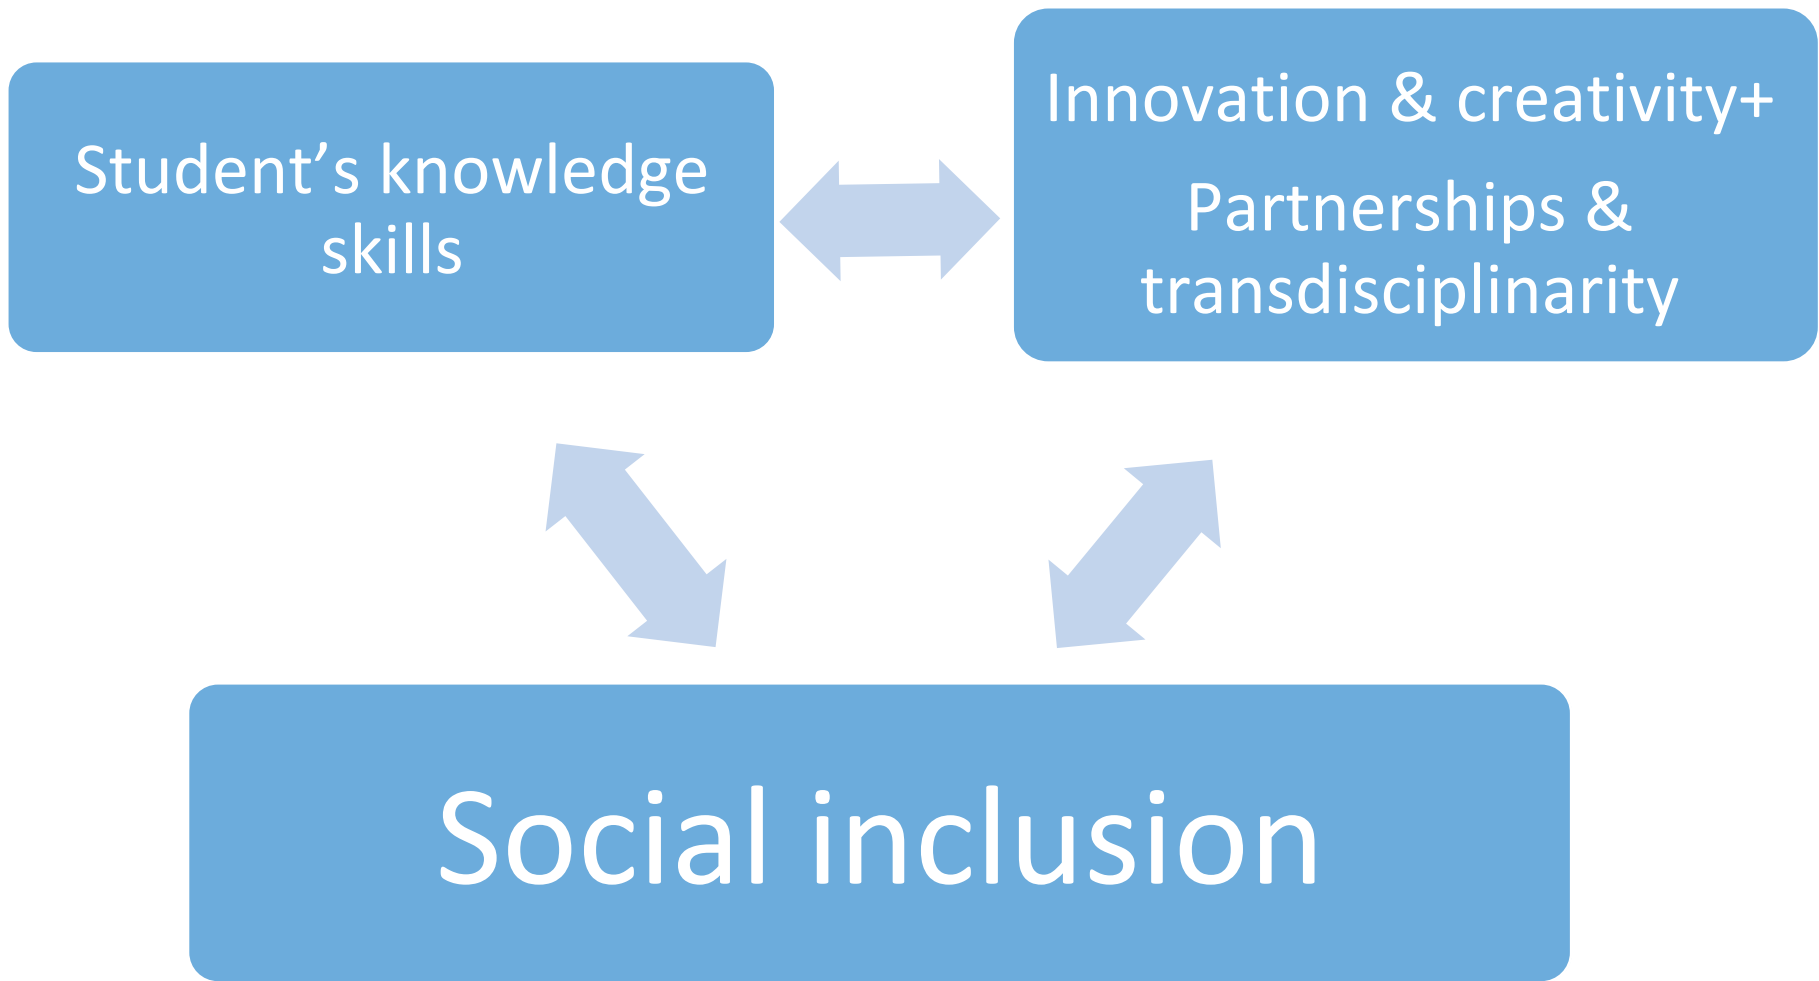 Student’s knowledge
skills
Innovation & creativity+
Partnerships &
transdisciplinarity
Social inclusion